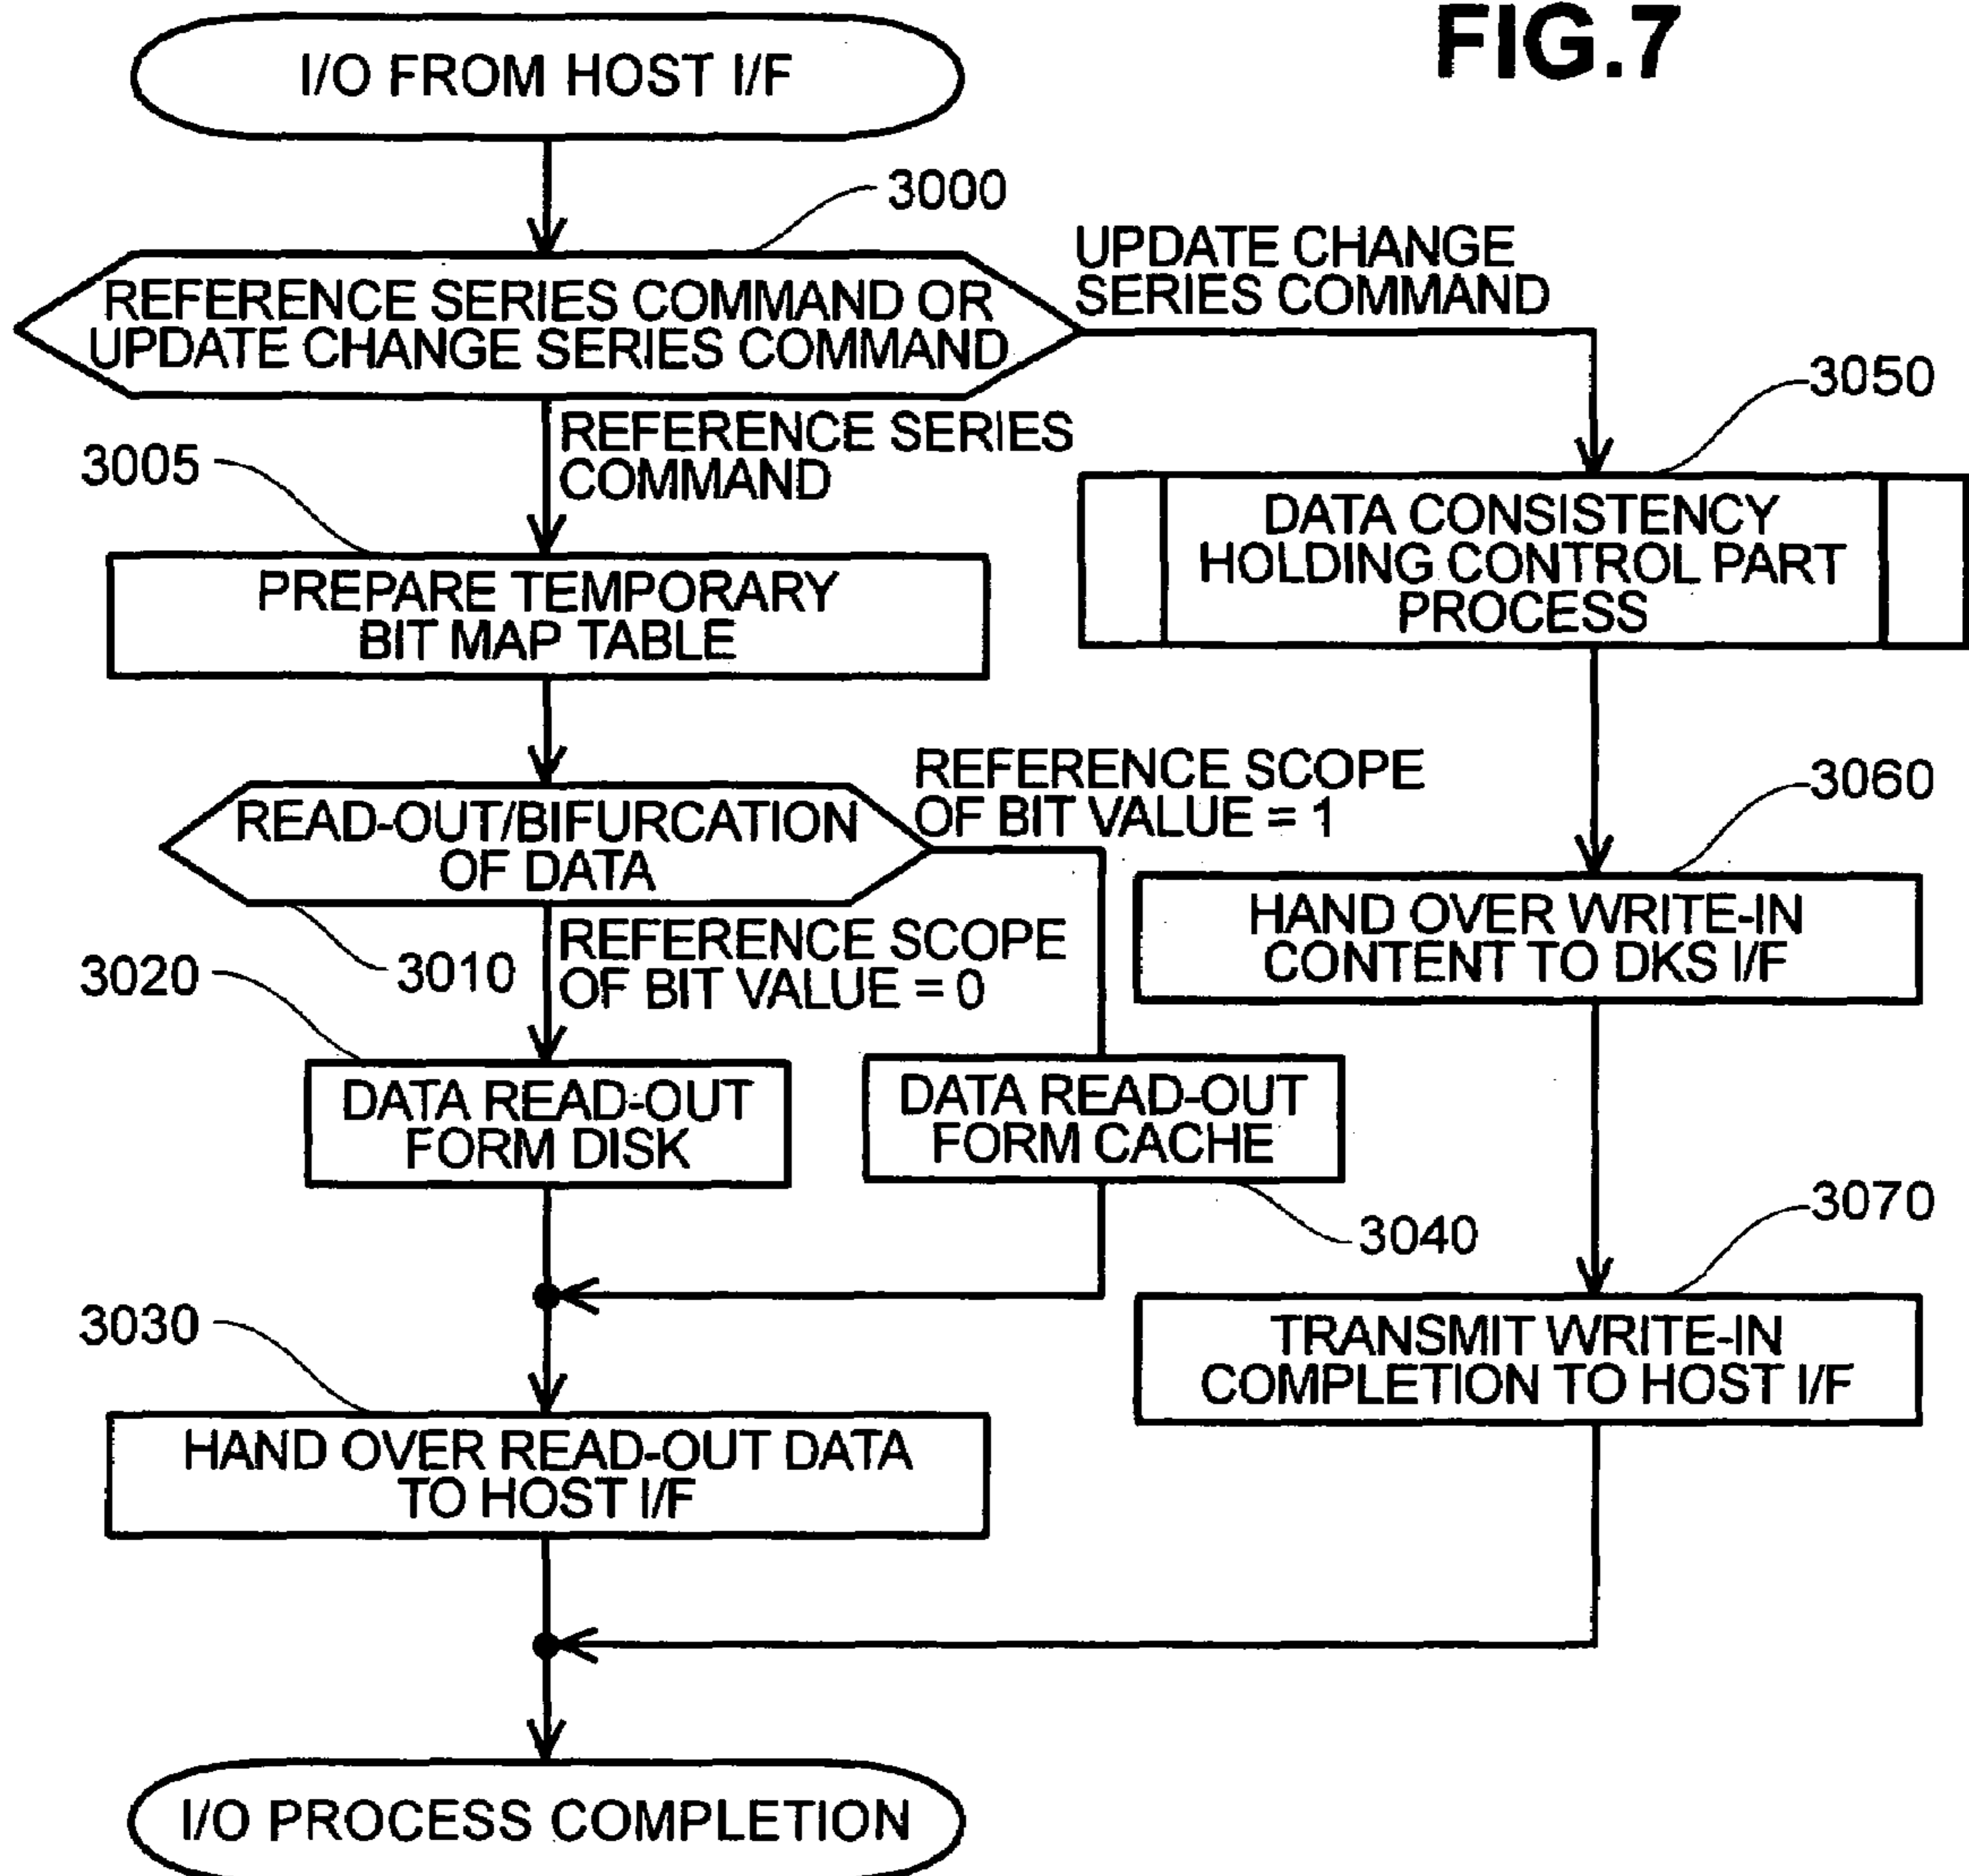 FIG.7
I/O FROM HOST I/F
3000
REFERENCE SERIES COMMAND OR
UPDATE CHANGE SERIES COMMAND
UPDATE CHANGE
SERIES COMMAND
3050
REFERENCE SERIES
COMMAND
3005
DATA CONSISTENCY
HOLDING CONTROL PART
PROCESS
PREPARE TEMPORARY
BIT MAP TABLE
REFERENCE SCOPE
OF BIT VALUE = 1
3060
READ-OUT/BIFURCATION
OF DATA
HAND OVER WRITE-IN
CONTENT TO DKS I/F
3010
REFERENCE SCOPE
OF BIT VALUE = 0
3020
DATA READ-OUT
FORM DISK
DATA READ-OUT
FORM CACHE
3040
3070
3030
TRANSMIT WRITE-IN
COMPLETION TO HOST I/F
HAND OVER READ-OUT DATA
TO HOST I/F
I/O PROCESS COMPLETION